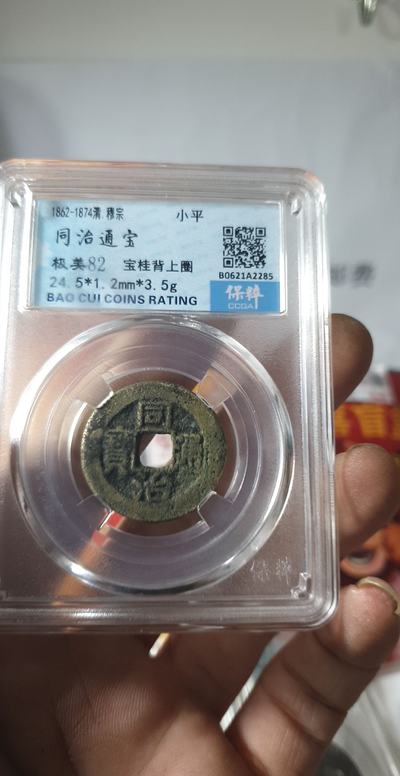 1862-1874清.穆宗 小平
同治通宝
极美82 宝桂背上圈
24.5*1.2mm*3.5g
BAO CUI COINS RATING
B0621A2285
保粹
CCGA
同治通寶
保粹